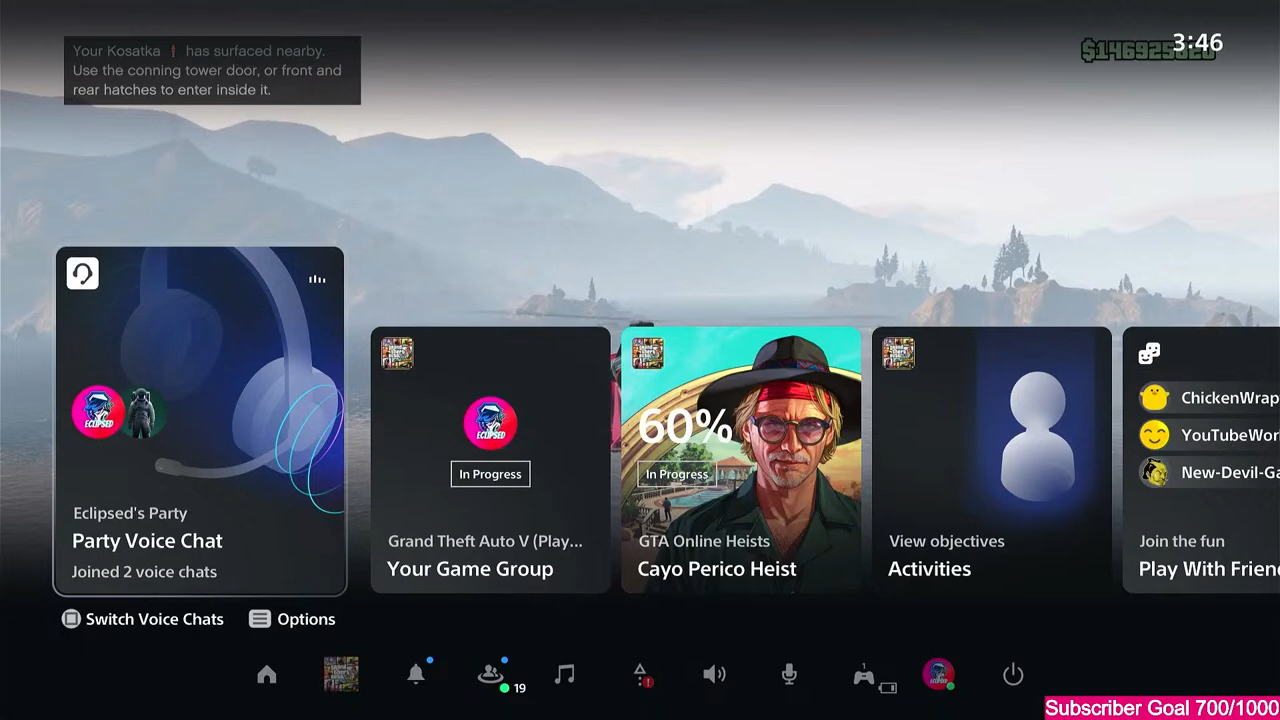 Your Kosatka has surfaced nearby.
Use the conning tower door, or front and
rear hatches to enter inside it.
3:46
ECLIPSED
Eclipsed's Party
Party Voice Chat
Joined 2 voice chats
ECLIPSED
In Progress
Grand Theft Auto V (Play...
Your Game Group
60%
In Progress
GTA Online Heists
Cayo Perico Heist
View objectives
Activities
ChickenWrap
YouTubeWor
New-Devil-Ga
Join the fun
Play With Frien
Switch Voice Chats
Options
19
1
Subscriber Goal 700/1000